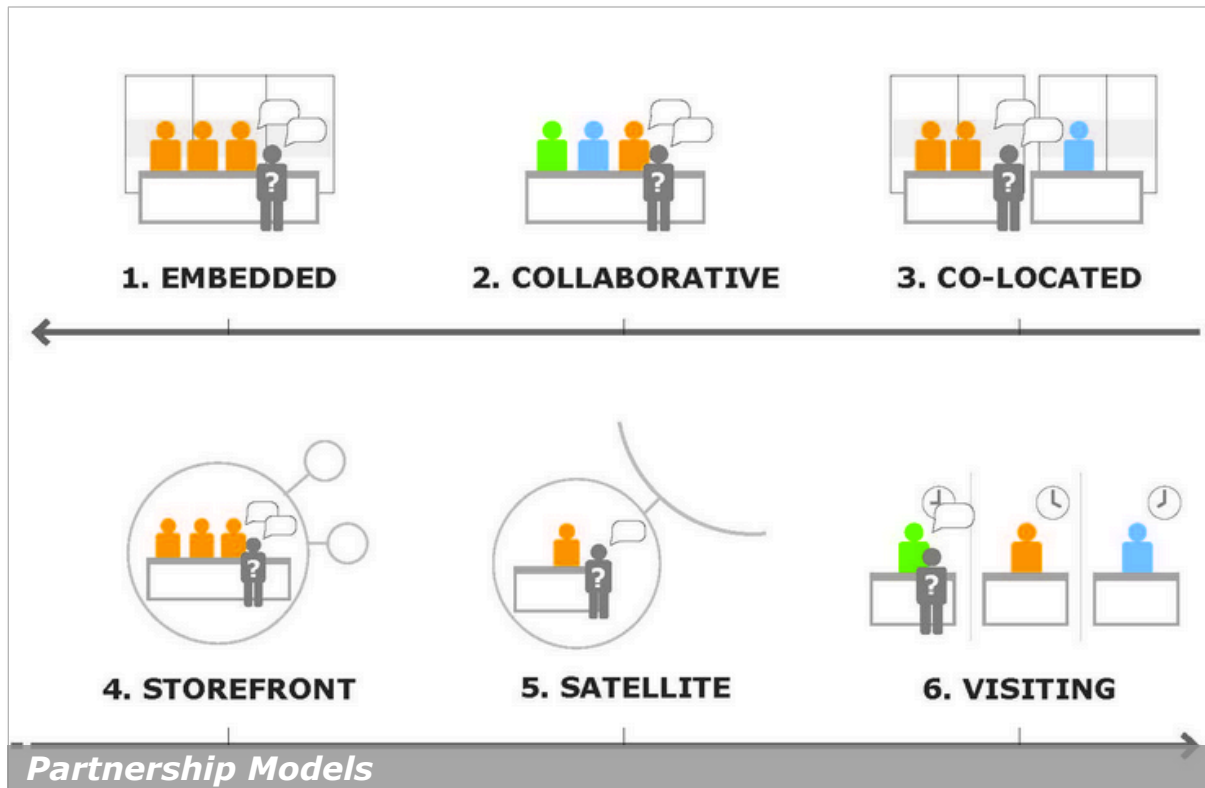 ?
?
?
1. EMBEDDED
2. COLLABORATIVE
3. CO-LOCATED
?
?
?
4. STOREFRONT
5. SATELLITE
6. VISITING
Partnership Models